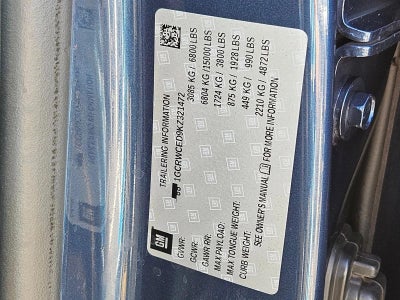 GM
TRAILERING INFORMATION
1GCRWCED9KZ321472
GVWR: 3085 KG / 6800 LBS
GCWR: 6804 KG / 15000 LBS
GAWR RR: 1724 KG / 3800 LBS
MAX PAYLOAD: 875 KG / 1928 LBS
MAX TONGUE WEIGHT: 449 KG / 990 LBS
CURB WEIGHT: 2210 KG / 4872 LBS
SEE OWNER'S MANUAL FOR MORE INFORMATION